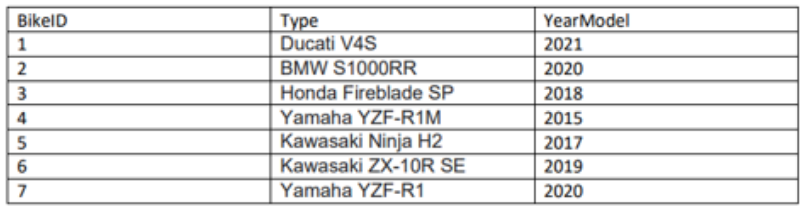 BikeID Type YearModel
1 Ducati V4S 2021
2 BMW S1000RR 2020
3 Honda Fireblade SP 2018
4 Yamaha YZF-R1M 2015
5 Kawasaki Ninja H2 2017
6 Kawasaki ZX-10R SE 2019
7 Yamaha YZF-R1 2020